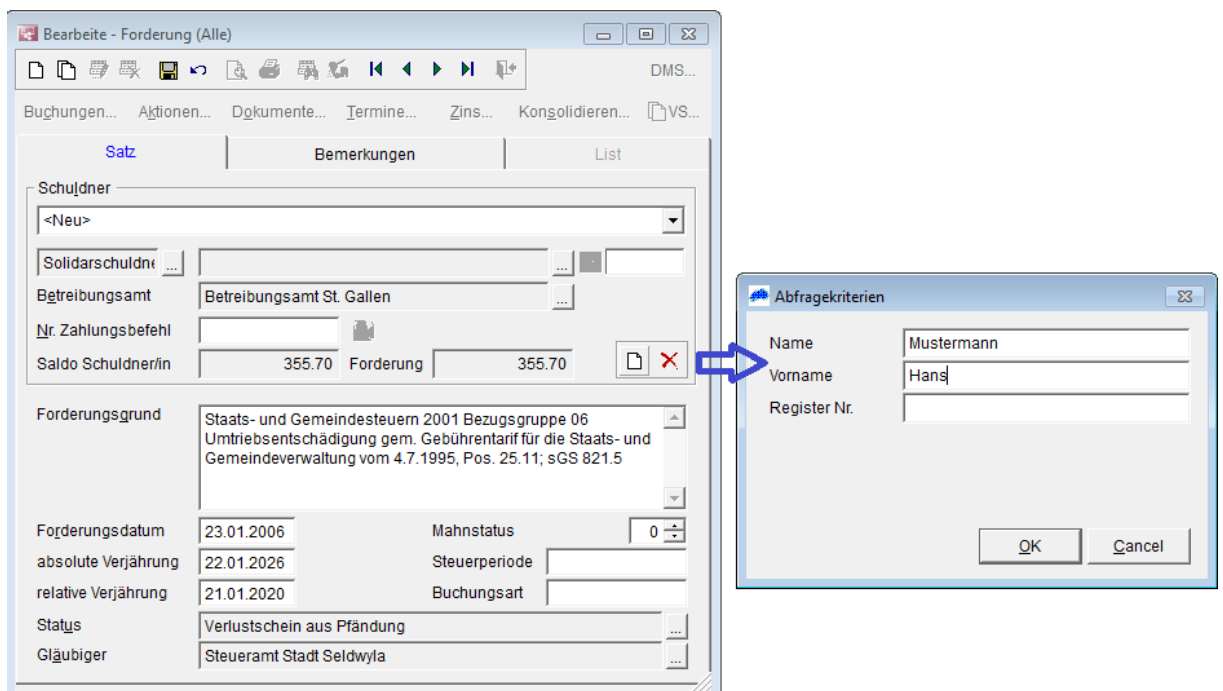 Bearbeite - Forderung (Alle)
DMS...
Buchungen... Aktionen... Dokumente... Termine... Zins... Konsolidieren... VS...
Satz Bemerkungen List
Schuldner
<Neu>
Solidarschuldne ... ...
Betreibungsamt Betreibungsamt St. Gallen ...
Nr. Zahlungsbefehl
Saldo Schuldner/in 355.70 Forderung 355.70
Forderungsgrund Staats- und Gemeindesteuern 2001 Bezugsgruppe 06
Umtriebsentschädigung gem. Gebührentarif für die Staats- und
Gemeindeverwaltung vom 4.7.1995, Pos. 25.11; sGS 821.5
Forderungsdatum 23.01.2006 Mahnstatus 0
absolute Verjährung 22.01.2026 Steuerperiode
relative Verjährung 21.01.2020 Buchungsart
Status Verlustschein aus Pfändung ...
Gläubiger Steueramt Stadt Seldwyla ...
Abfragekriterien
Name Mustermann
Vorname Hans
Register Nr.
OK Cancel